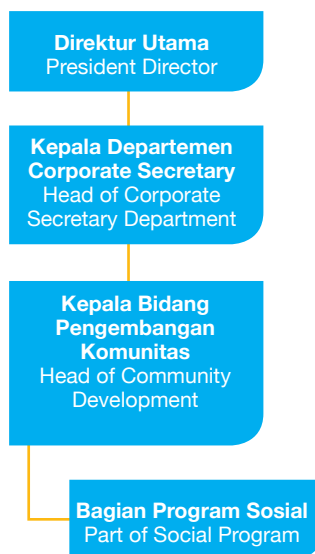 Direktur Utama
President Director
Kepala Departemen
Corporate Secretary
Head of Corporate
Secretary Department
Kepala Bidang
Pengembangan
Komunitas
Head of Community
Development
Bagian Program Sosial
Part of Social Program